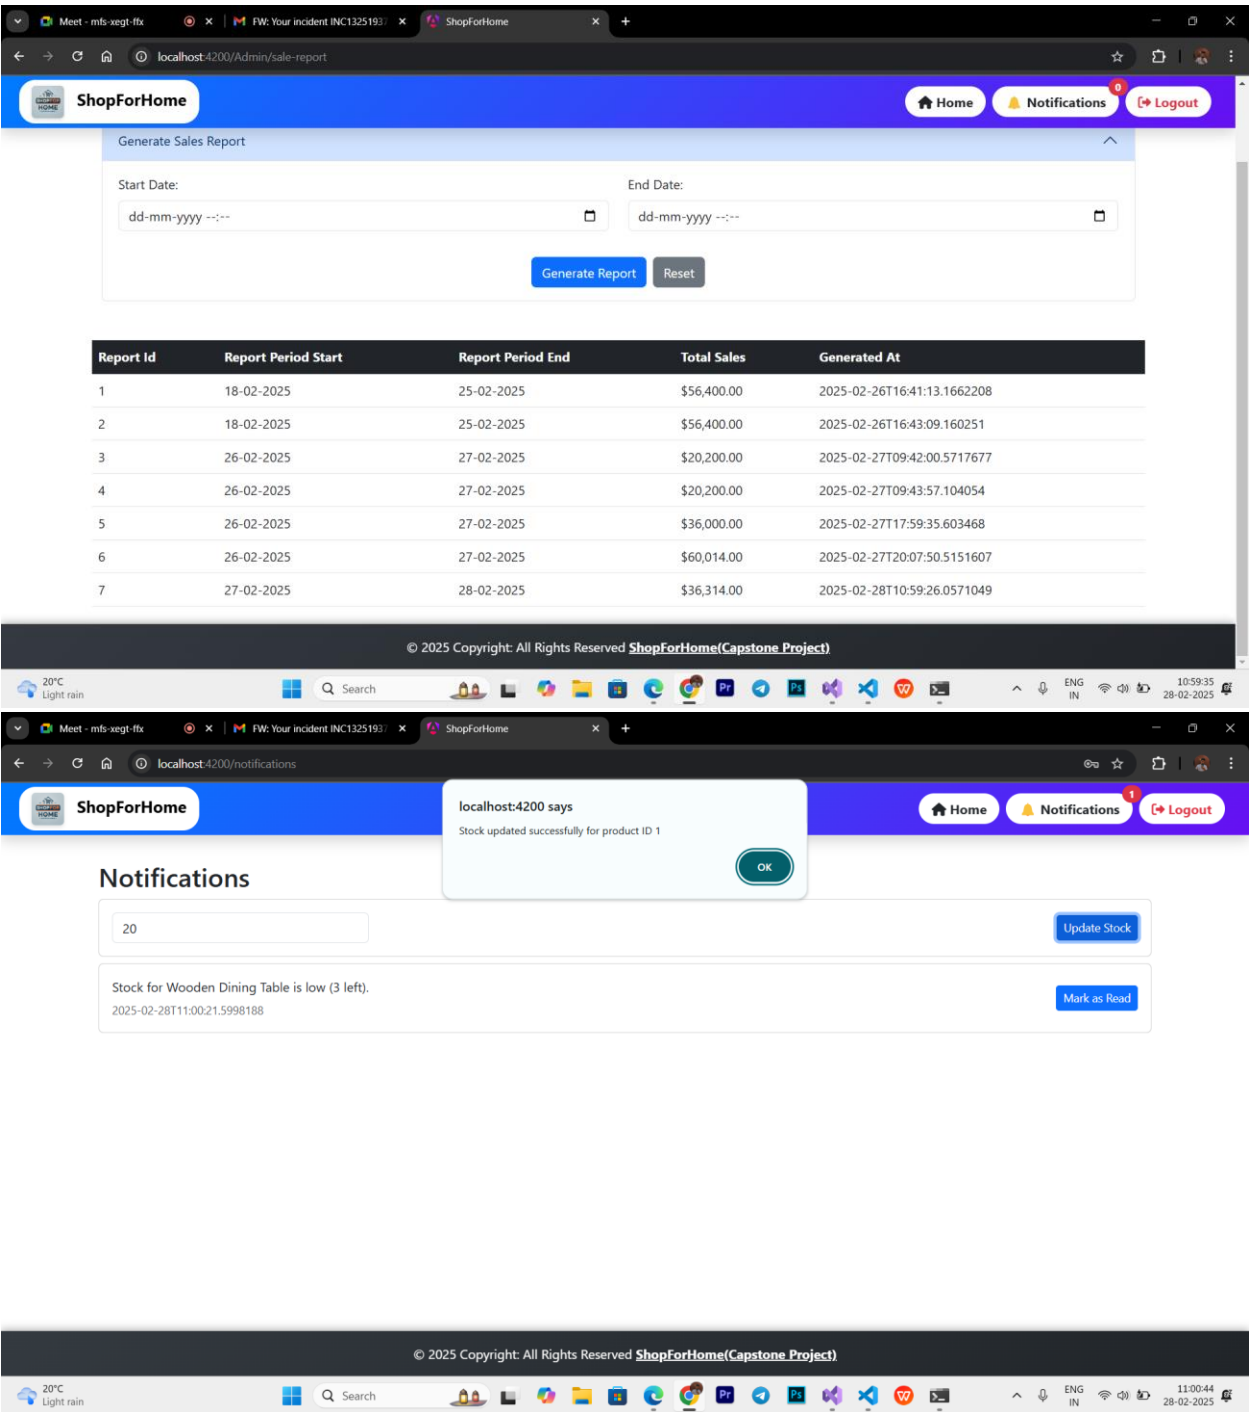 Meet - mfs-xegt-ffx
FW: Your incident INC13251937
ShopForHome
localhost:4200/Admin/sale-report
SHOPFOR
HOME
ShopForHome
Home
Notifications
0
Logout
Generate Sales Report
Start Date:
End Date:
dd-mm-yyyy --:--
dd-mm-yyyy --:--
Generate Report
Reset
Report Id Report Period Start Report Period End Total Sales Generated At
1 18-02-2025 25-02-2025 $56,400.00 2025-02-26T16:41:13.1662208
2 18-02-2025 25-02-2025 $56,400.00 2025-02-26T16:43:09.160251
3 26-02-2025 27-02-2025 $20,200.00 2025-02-27T09:42:00.5717677
4 26-02-2025 27-02-2025 $20,200.00 2025-02-27T09:43:57.104054
5 26-02-2025 27-02-2025 $36,000.00 2025-02-27T17:59:35.603468
6 26-02-2025 27-02-2025 $60,014.00 2025-02-27T20:07:50.5151607
7 27-02-2025 28-02-2025 $36,314.00 2025-02-28T10:59:26.0571049
© 2025 Copyright: All Rights Reserved ShopForHome(Capstone Project)
20°C
Light rain
Search
Pr
Ps
ENG
IN
10:59:35
28-02-2025
Meet - mfs-xegt-ffx
FW: Your incident INC13251937
ShopForHome
localhost:4200/notifications
SHOPFOR
HOME
ShopForHome
localhost:4200 says
Stock updated successfully for product ID 1
OK
Home
Notifications
1
Logout
Notifications
20
Update Stock
Stock for Wooden Dining Table is low (3 left).
2025-02-28T11:00:21.5998188
Mark as Read
© 2025 Copyright: All Rights Reserved ShopForHome(Capstone Project)
20°C
Light rain
Search
Pr
Ps
ENG
IN
11:00:44
28-02-2025